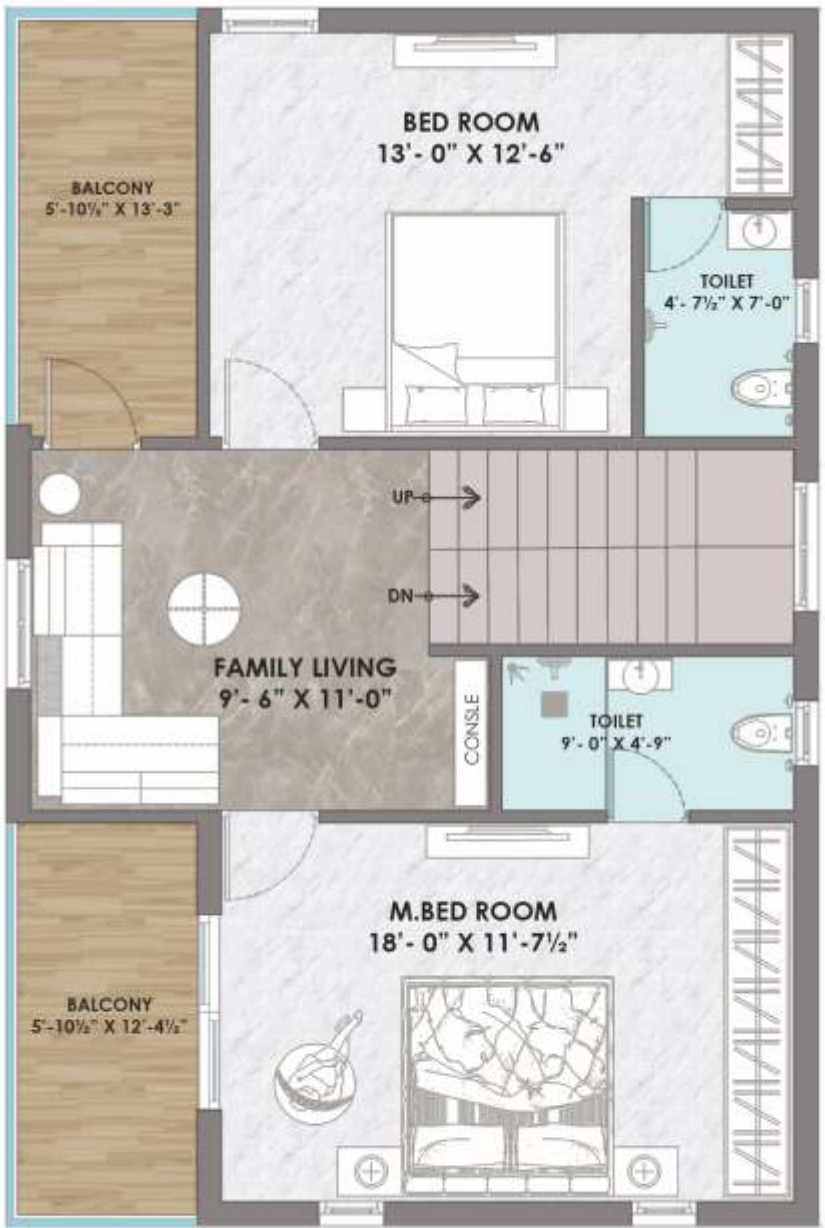 BED ROOM
13'- 0" X 12'-6"
BALCONY
5'-10½" X 13'-3"
TOILET
4'- 7½" X 7'-0"
UP
DN
FAMILY LIVING
9'- 6" X 11'-0"
CONSLE
TOILET
9'- 0" X 4'-9"
M.BED ROOM
18'- 0" X 11'-7½"
BALCONY
5'-10½" X 12'-4½"